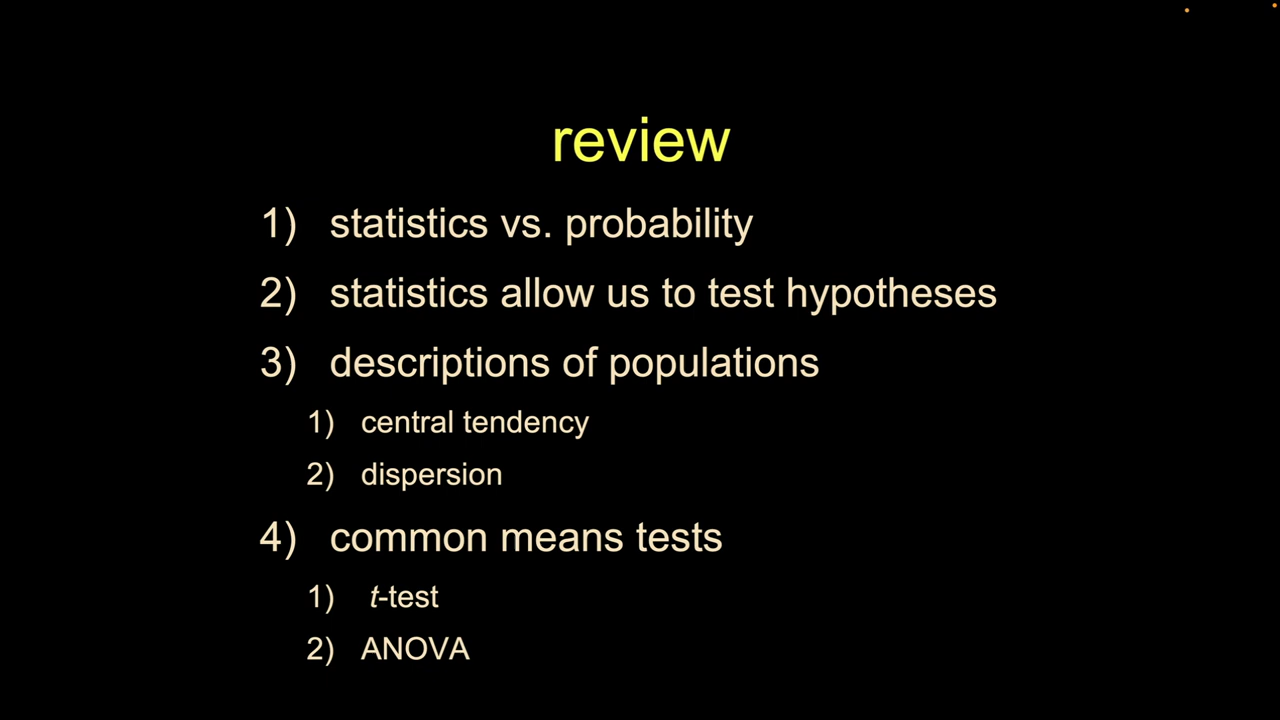 review
1) statistics vs. probability
2) statistics allow us to test hypotheses
3) descriptions of populations
1) central tendency
2) dispersion
4) common means tests
1) t-test
2) ANOVA